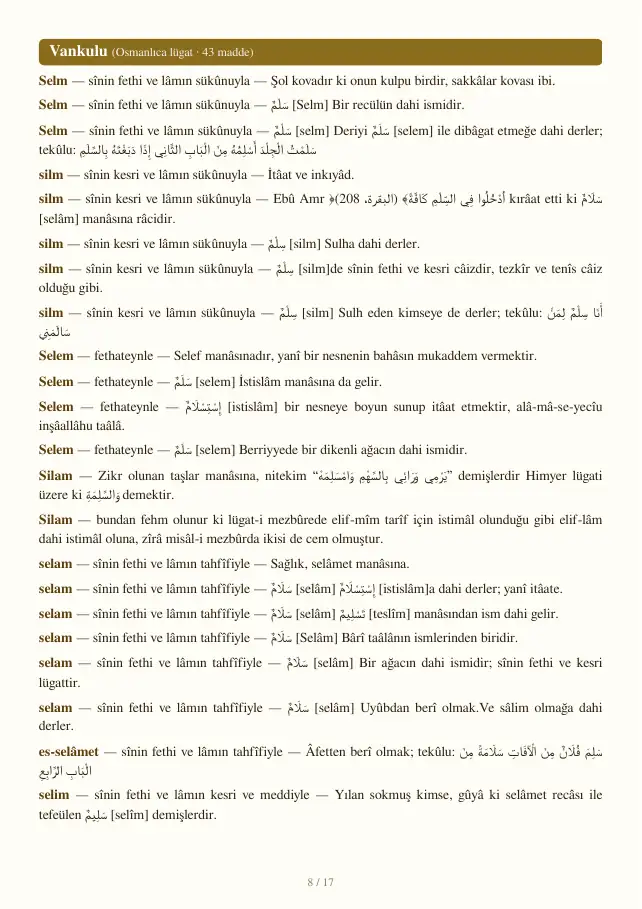 Vankulu (Osmanlıca lügat · 43 madde)
Selm — sînin fethi ve lâmın sükûnuyla — Şol kovadır ki onun kulpu birdir, sakkâlar kovası ibi.
Selm — sînin fethi ve lâmın sükûnuyla — سَلْمٌ [Selm] Bir recülün dahi ismidir.
Selm — sînin fethi ve lâmın sükûnuyla — سَلْمٌ [selm] Deriyi سَلَمٌ [selem] ile dibâgat etmeğe dahi derler;
tekûlu: سَلَمْتُ الْجِلْدَ أَسْلِمُهُ مِنَ الْبَابِ الثَّانِي إِذَا دَبَغْتَهُ بِالسَّلَمِ
silm — sînin kesri ve lâmın sükûnuyla — İtâat ve inkıyâd.
silm — sînin kesri ve lâmın sükûnuyla — Ebû Amr ﴿اُدْخُلُوا فِي السِّلْمِ كَافَّةً﴾ (البقرة، 208) kırâat etti ki سَلَامٌ
[selâm] manâsına râcidir.
silm — sînin kesri ve lâmın sükûnuyla — سِلْمٌ [silm] Sulha dahi derler.
silm — sînin kesri ve lâmın sükûnuyla — سِلْمٌ [silm]de sînin fethi ve kesri câizdir, tezkîr ve tenîs câiz
olduğu gibi.
silm — sînin kesri ve lâmın sükûnuyla — سِلْمٌ [silm] Sulh eden kimseye de derler; tekûlu: أَنَا سِلْمٌ لِمَنْ
سَالَمَنِي
Selem — fethateynle — Selef manâsınadır, yanî bir nesnenin bahâsın mukaddem vermektir.
Selem — fethateynle — سَلَمٌ [selem] İstislâm manâsına da gelir.
Selem — fethateynle — إِسْتِسْلَامٌ [istislâm] bir nesneye boyun sunup itâat etmektir, alâ-mâ-se-yecîu
inşâallâhu taâlâ.
Selem — fethateynle — سَلَمٌ [selem] Berriyyede bir dikenli ağacın dahi ismidir.
Silam — Zikr olunan taşlar manâsına, nitekim “يَرْمِي وَرَائِي بِالسَّهْمِ وَامْسَلِمَهْ” demişlerdir Himyer lügati
üzere ki وَالسَّلِمَةِ demektir.
Silam — bundan fehm olunur ki lügat-i mezbûrede elif-mîm tarîf için istimâl olunduğu gibi elif-lâm
dahi istimâl oluna, zîrâ misâl-i mezbûrda ikisi de cem olmuştur.
selam — sînin fethi ve lâmın tahfîfiyle — Sağlık, selâmet manâsına.
selam — sînin fethi ve lâmın tahfîfiyle — سَلَامٌ [selâm] إِسْتِسْلَامٌ [istislâm]a dahi derler; yanî itâate.
selam — sînin fethi ve lâmın tahfîfiyle — سَلَامٌ [selâm] تَسْلِيمٌ [teslîm] manâsından ism dahi gelir.
selam — sînin fethi ve lâmın tahfîfiyle — سَلَامٌ [Selâm] Bârî taâlânın ismlerinden biridir.
selam — sînin fethi ve lâmın tahfîfiyle — سَلَامٌ [selâm] Bir ağacın dahi ismidir; sînin fethi ve kesri
lügattir.
selam — sînin fethi ve lâmın tahfîfiyle — سَلَامٌ [selâm] Uyûbdan berî olmak.Ve sâlim olmağa dahi
derler.
es-selâmet — sînin fethi ve lâmın tahfîfiyle — Âfetten berî olmak; tekûlu: سَلِمَ فُلَانٌ مِنَ الْآفَاتِ سَلَامَةً مِنَ
الْبَابِ الرَّابِعِ
selim — sînin fethi ve lâmın kesri ve meddiyle — Yılan sokmuş kimse, gûyâ ki selâmet recâsı ile
tefeülen سَلِيمٌ [selîm] demişlerdir.
8 / 17